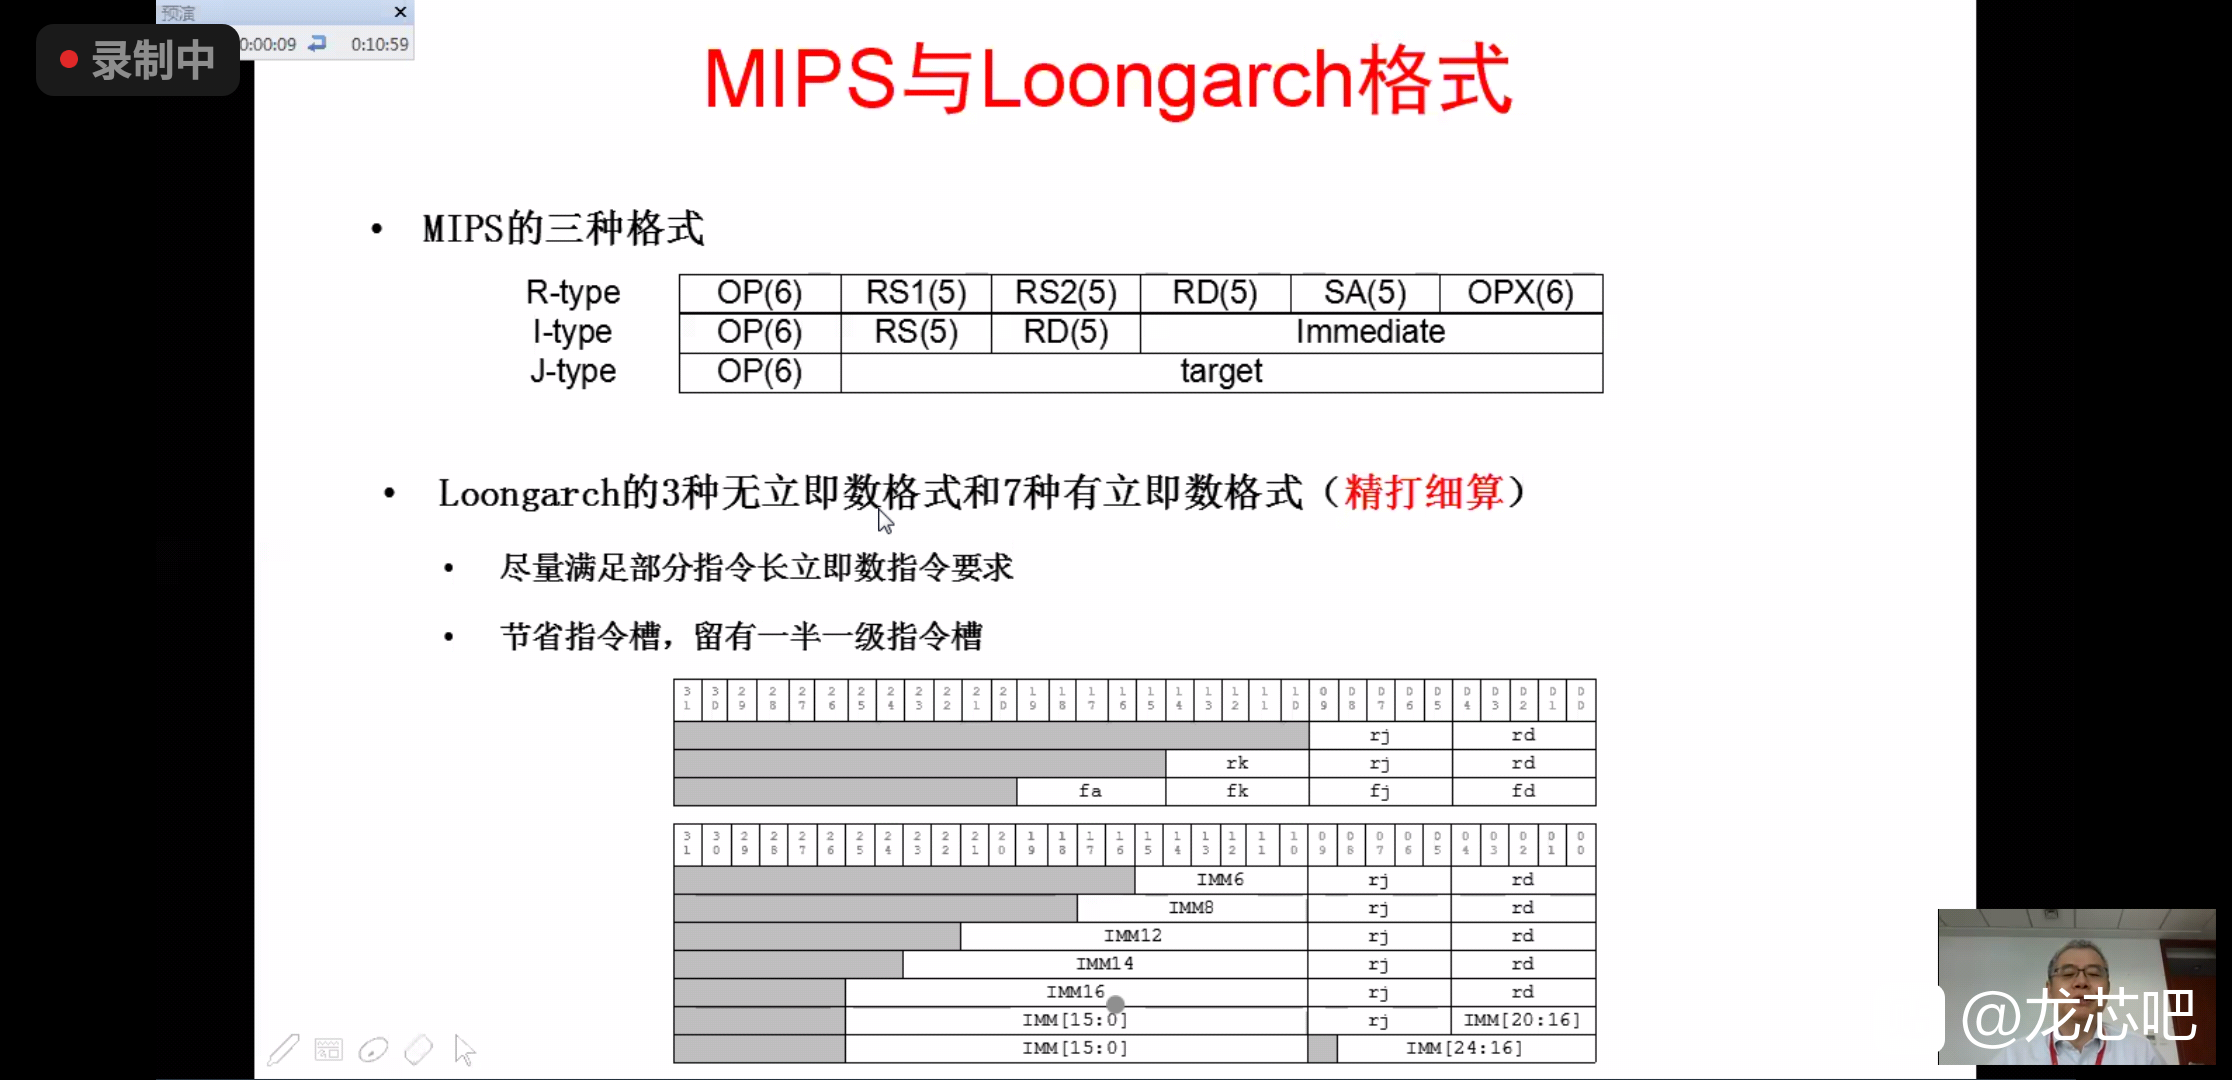 预演
录制中
0:00:09 0:10:59
MIPS与Loongarch格式
• MIPS的三种格式
R-type OP(6) RS1(5) RS2(5) RD(5) SA(5) OPX(6)
I-type OP(6) RS(5) RD(5) Immediate
J-type OP(6) target
• Loongarch的3种无立即数格式和7种有立即数格式（精打细算）
• 尽量满足部分指令长立即数指令要求
• 节省指令槽，留有一半一级指令槽
31 30 29 28 27 26 25 24 23 22 21 20 19 18 17 16 15 14 13 12 11 10 09 08 07 06 05 04 03 02 01 00
rj rd
rk rj rd
fa fk fj fd
31 30 29 28 27 26 25 24 23 22 21 20 19 18 17 16 15 14 13 12 11 10 09 08 07 06 05 04 03 02 01 00
IMM6 rj rd
IMM8 rj rd
IMM12 rj rd
IMM14 rj rd
IMM16 rj rd
IMM[15:0] rj IMM[20:16]
IMM[15:0] IMM[24:16]
@龙芯吧